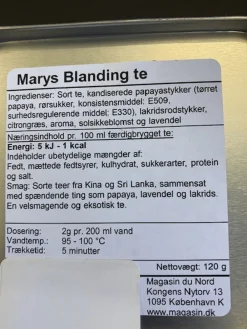 Marys Blanding te
Ingredienser: Sort te, kandiserede papayastykker (tørret
papaya, rørsukker, konsistensmiddel: E509,
surhedsregulerende middel: E330), lakridsrodstykker,
citrongræs, aroma, solsikkeblomst og lavendel
Næringsindhold pr. 100 ml færdigbrygget te:
Energi: 5 kJ - 1 kcal
Indeholder ubetydelige mængder af:
Fedt, mættede fedtsyrer, kulhydrat, sukkerarter, protein
og salt.
Smag: Sorte teer fra Kina og Sri Lanka, sammensat
med spændende ting som papaya, lavendel og lakrids.
En velsmagende og eksotisk te.
Dosering: 2g pr. 200 ml vand
Vandtemp.: 95 - 100 °C
Trækketid: 5 minutter
Nettovægt: 120 g
Magasin du Nord
Kongens Nytorv 13
1095 København K
www.magasin.dk